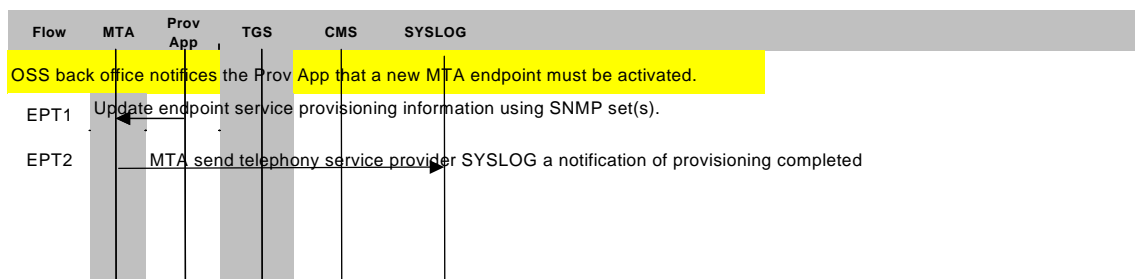 Flow MTA Prov App TGS CMS SYSLOG
OSS back office notifices the Prov App that a new MTA endpoint must be activated.
EPT1 Update endpoint service provisioning information using SNMP set(s).
EPT2 MTA send telephony service provider SYSLOG a notification of provisioning completed